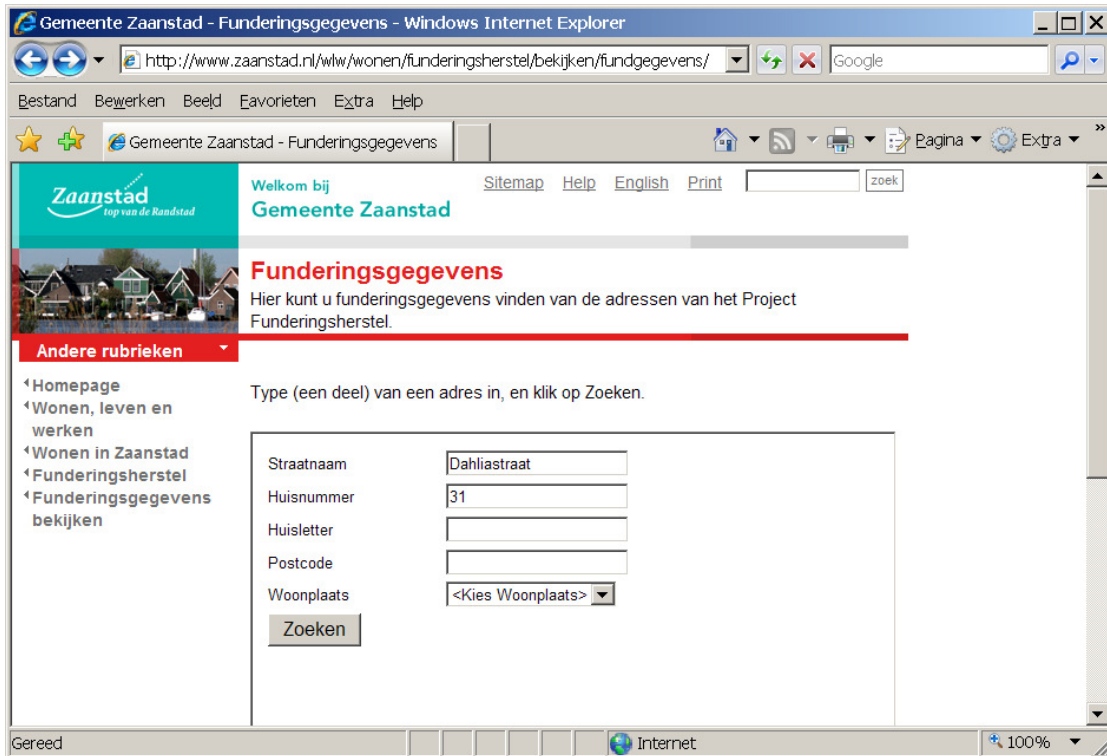 Gemeente Zaanstad - Funderingsgegevens - Windows Internet Explorer
http://www.zaanstad.nl/wlw/wonen/funderingsherstel/bekijken/fundgegevens/ Google
Bestand Bewerken Beeld Favorieten Extra Help
Gemeente Zaanstad - Funderingsgegevens Pagina Extra »
Zaanstad
top van de Randstad
Welkom bij
Gemeente Zaanstad
Sitemap Help English Print zoek
Funderingsgegevens
Hier kunt u funderingsgegevens vinden van de adressen van het Project
Funderingsherstel.
Andere rubrieken
Homepage
Wonen, leven en
werken
Wonen in Zaanstad
Funderingsherstel
Funderingsgegevens
bekijken
Type (een deel) van een adres in, en klik op Zoeken.
Straatnaam Dahliastraat
Huisnummer 31
Huisletter
Postcode
Woonplaats <Kies Woonplaats>
Zoeken
Gereed Internet 100%